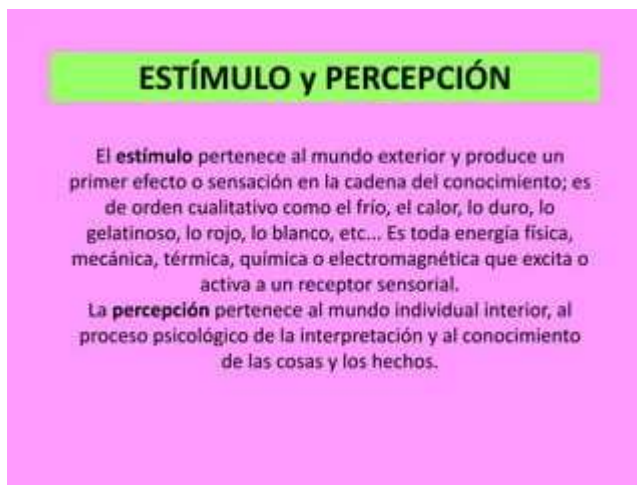 ESTÍMULO y PERCEPCIÓN
El estímulo pertenece al mundo exterior y produce un
primer efecto o sensación en la cadena del conocimiento; es
de orden cualitativo como el frío, el calor, lo duro, lo
gelatinoso, lo rojo, lo blanco, etc... Es toda energía física,
mecánica, térmica, química o electromagnética que excita o
activa a un receptor sensorial.
La percepción pertenece al mundo individual interior, al
proceso psicológico de la interpretación y al conocimiento
de las cosas y los hechos.